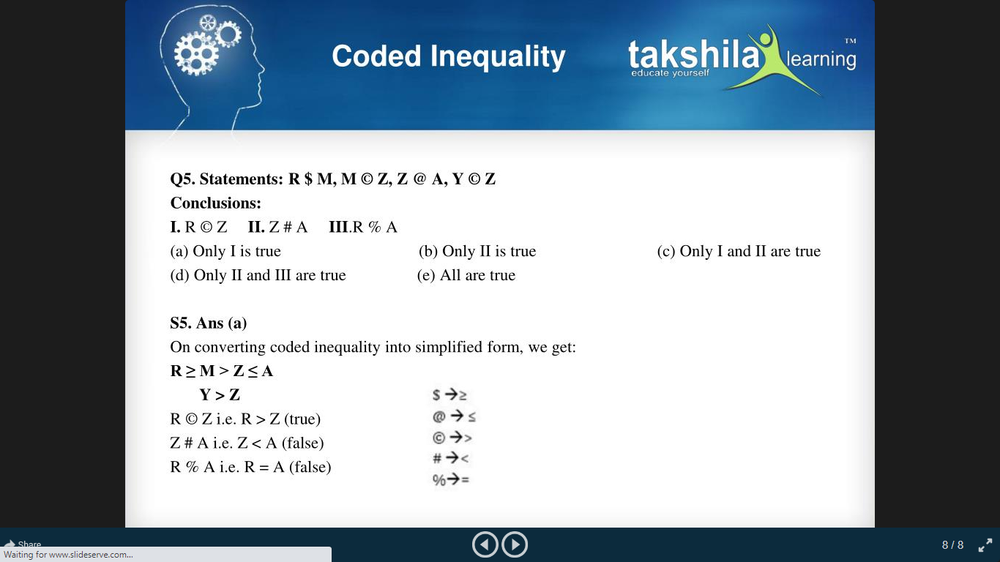 Coded Inequality
takshila learning ™
educate yourself
Q5. Statements: R $ M, M © Z, Z @ A, Y © Z
Conclusions:
I. R © Z II. Z # A III.R % A
(a) Only I is true (b) Only II is true (c) Only I and II are true
(d) Only II and III are true (e) All are true
S5. Ans (a)
On converting coded inequality into simplified form, we get:
R ≥ M > Z ≤ A
Y > Z
R © Z i.e. R > Z (true)
Z # A i.e. Z < A (false)
R % A i.e. R = A (false)
$ →≥
@ → ≤
© →>
# →<
%→=
Share
8 / 8
Waiting for www.slideserve.com...